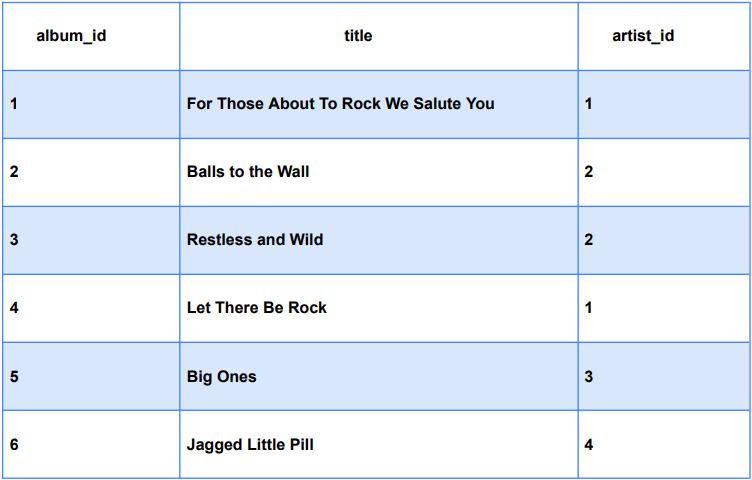 album_id title artist_id
1 For Those About To Rock We Salute You 1
2 Balls to the Wall 2
3 Restless and Wild 2
4 Let There Be Rock 1
5 Big Ones 3
6 Jagged Little Pill 4